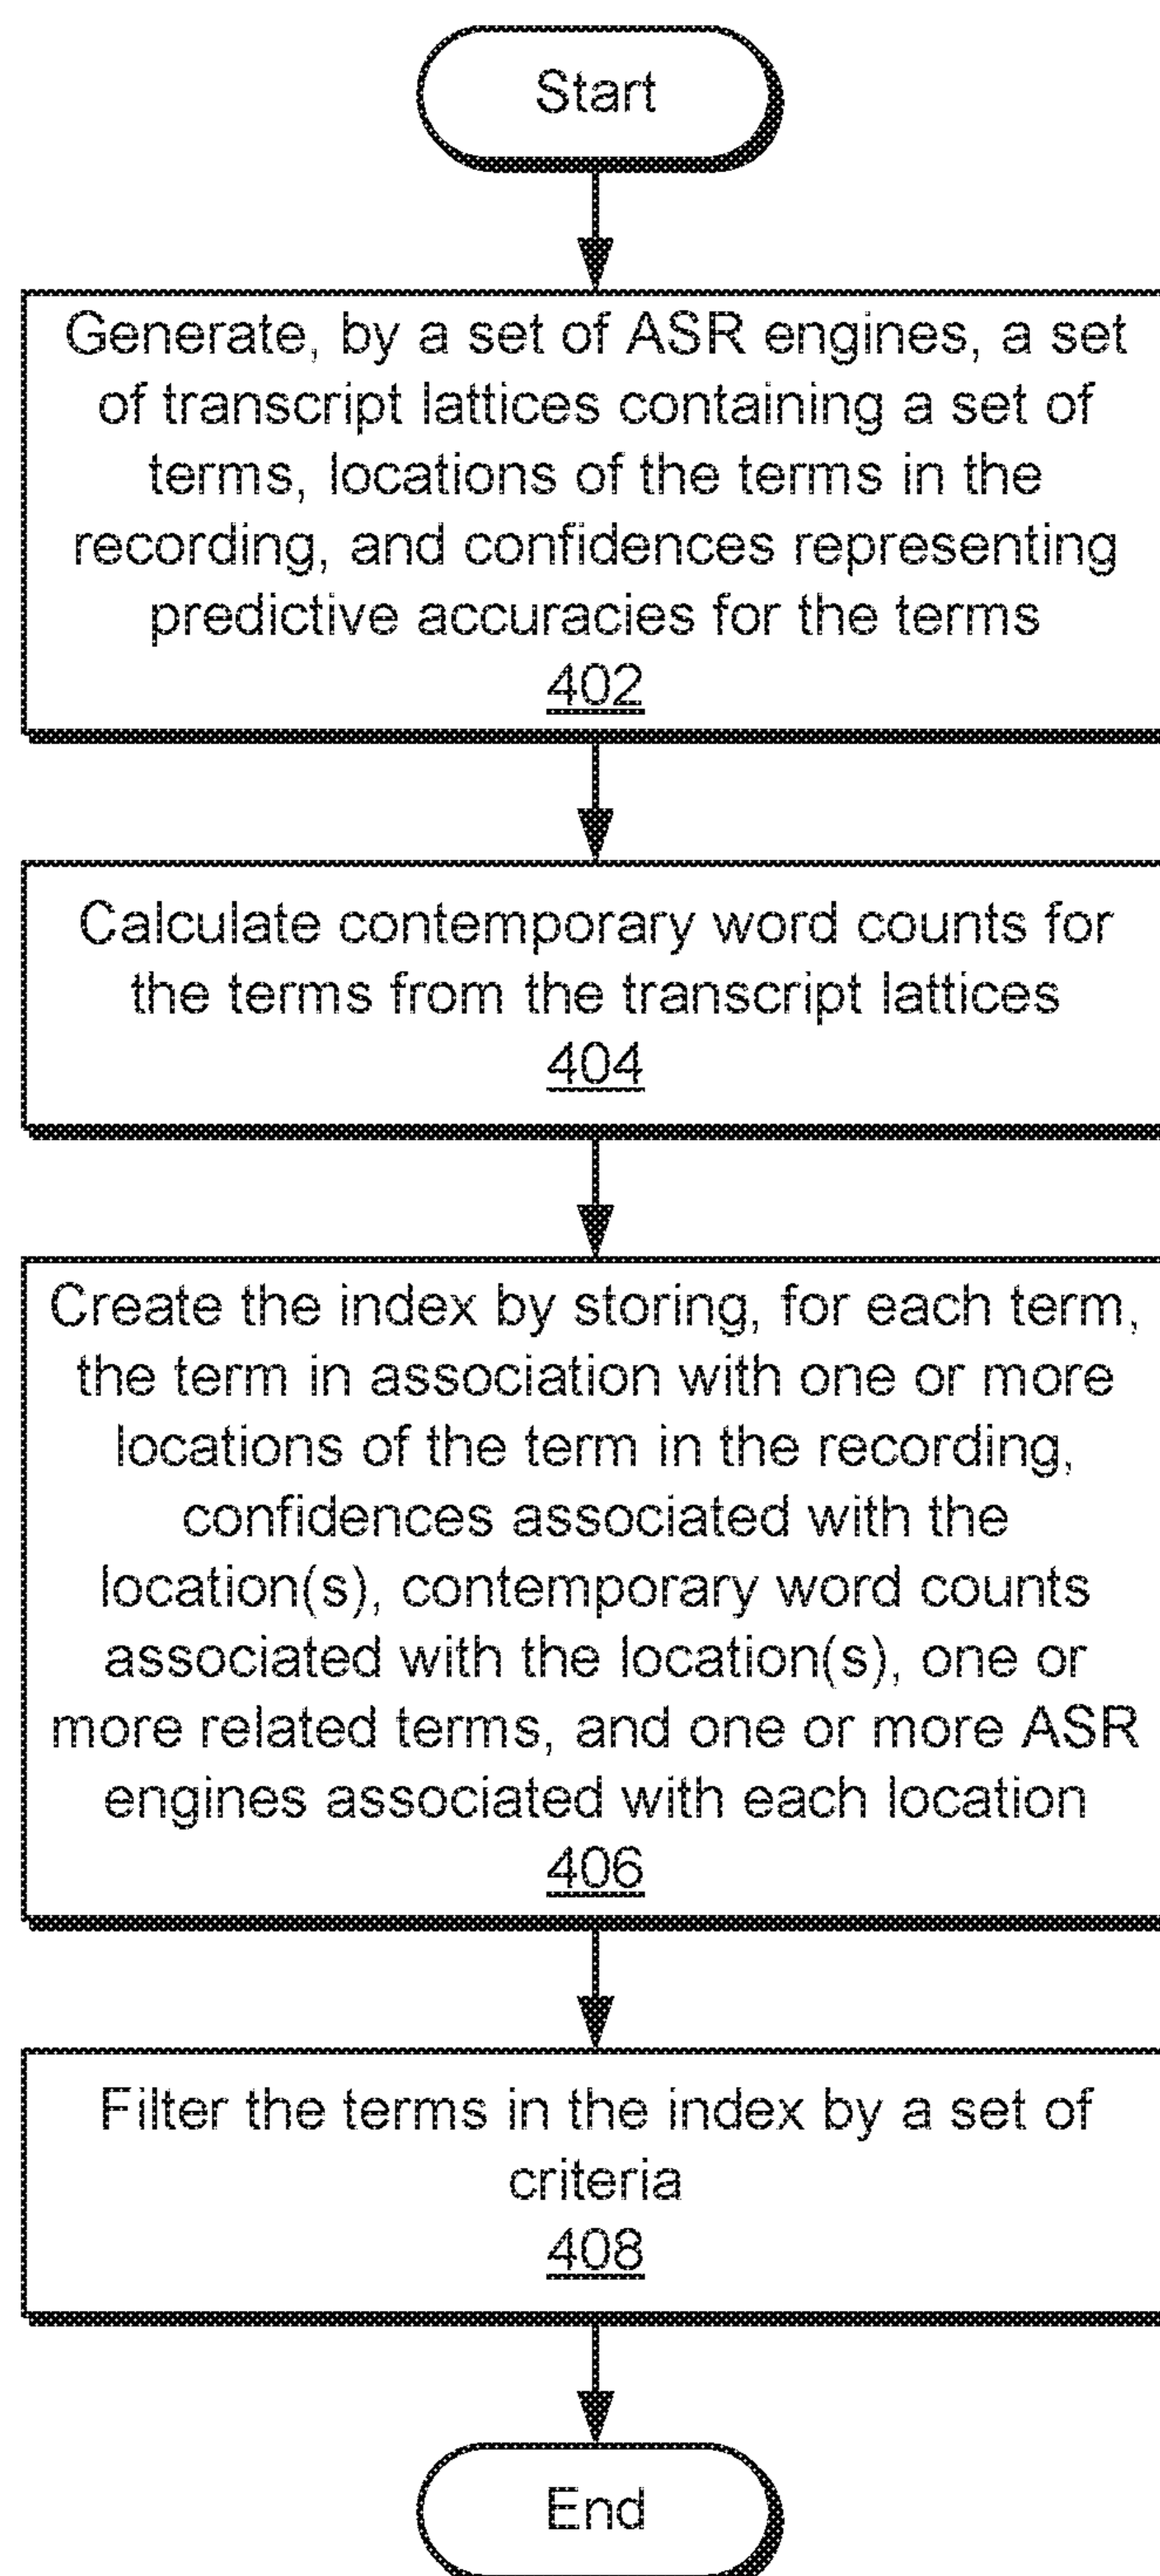 Start
Generate, by a set of ASR engines, a set
of transcript lattices containing a set of
terms, locations of the terms in the
recording, and confidences representing
predictive accuracies for the terms
402
Calculate contemporary word counts for
the terms from the transcript lattices
404
Create the index by storing, for each term,
the term in association with one or more
locations of the term in the recording,
confidences associated with the
location(s), contemporary word counts
associated with the location(s), one or
more related terms, and one or more ASR
engines associated with each location
406
Filter the terms in the index by a set of
criteria
408
End